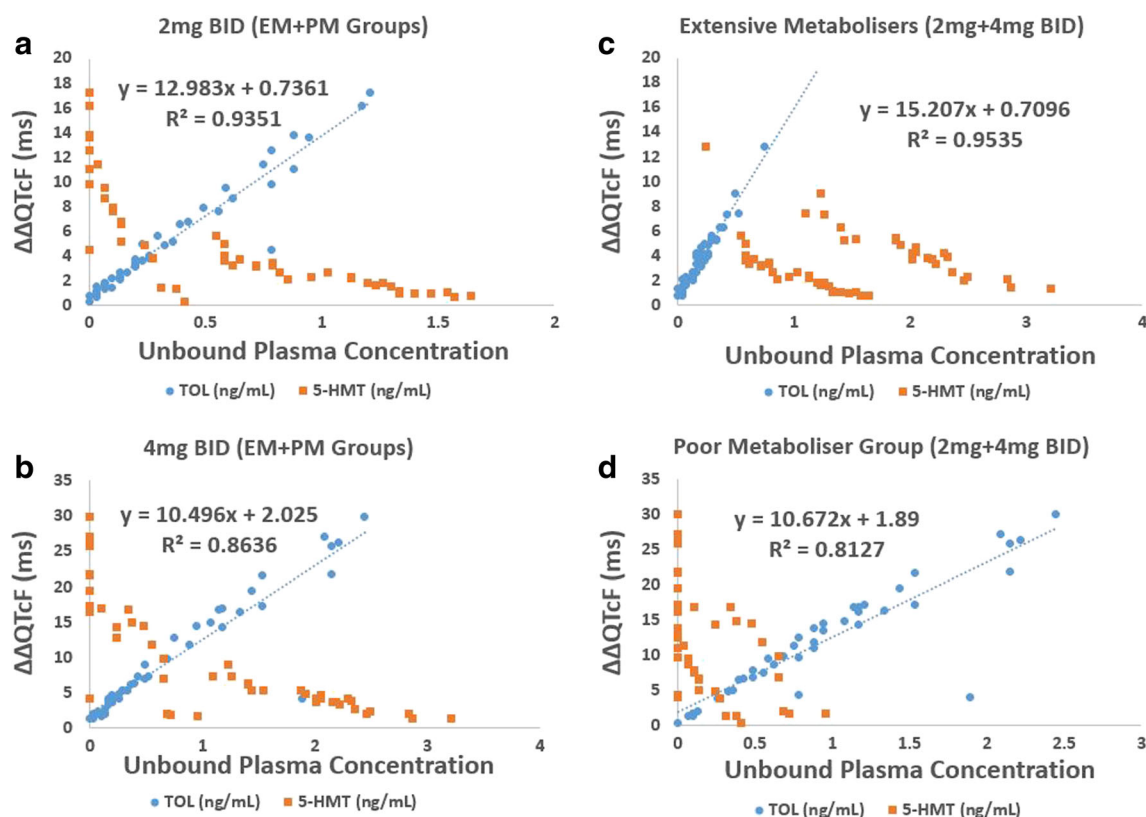 a
2mg BID (EM+PM Groups)
ΔΔQTcF (ms)
20
18
16
14
12
10
8
6
4
2
0
y = 12.983x + 0.7361
R² = 0.9351
0 0.5 1 1.5 2
Unbound Plasma Concentration
TOL (ng/mL) 5-HMT (ng/mL)
c
Extensive Metabolisers (2mg+4mg BID)
ΔΔQTcF (ms)
20
18
16
14
12
10
8
6
4
2
0
y = 15.207x + 0.7096
R² = 0.9535
0 1 2 3 4
Unbound Plasma Concentration
TOL (ng/mL) 5-HMT (ng/mL)
b
4mg BID (EM+PM Groups)
ΔΔQTcF (ms)
35
30
25
20
15
10
5
0
y = 10.496x + 2.025
R² = 0.8636
0 1 2 3 4
Unbound Plasma Concentration
TOL (ng/mL) 5-HMT (ng/mL)
d
Poor Metaboliser Group (2mg+4mg BID)
ΔΔQTcF (ms)
35
30
25
20
15
10
5
0
y = 10.672x + 1.89
R² = 0.8127
0 0.5 1 1.5 2 2.5 3
Unbound Plasma Concentration
TOL (ng/mL) 5-HMT (ng/mL)